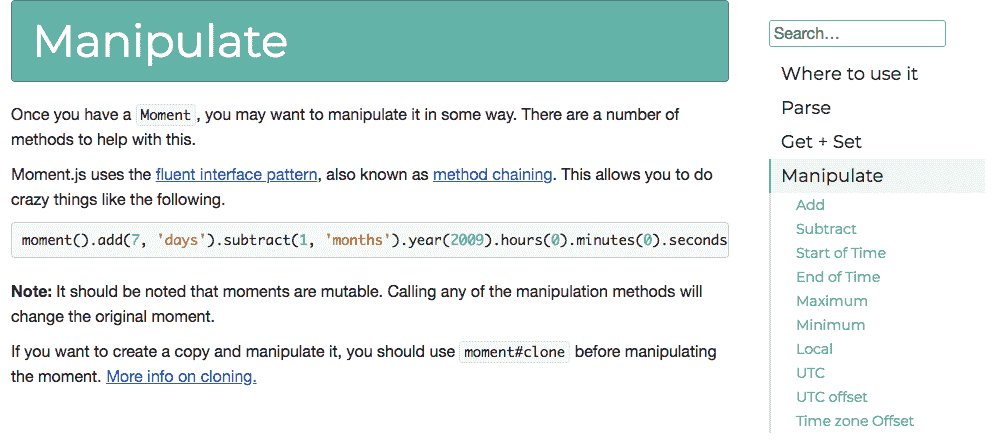 Manipulate
Once you have a Moment, you may want to manipulate it in some way. There are a number of
methods to help with this.
Moment.js uses the fluent interface pattern, also known as method chaining. This allows you to do
crazy things like the following.
moment().add(7, 'days').subtract(1, 'months').year(2009).hours(0).minutes(0).seconds
Note: It should be noted that moments are mutable. Calling any of the manipulation methods will
change the original moment.
If you want to create a copy and manipulate it, you should use moment#clone before manipulating
the moment. More info on cloning.
Search...
Where to use it
Parse
Get + Set
Manipulate
Add
Subtract
Start of Time
End of Time
Maximum
Minimum
Local
UTC
UTC offset
Time zone Offset